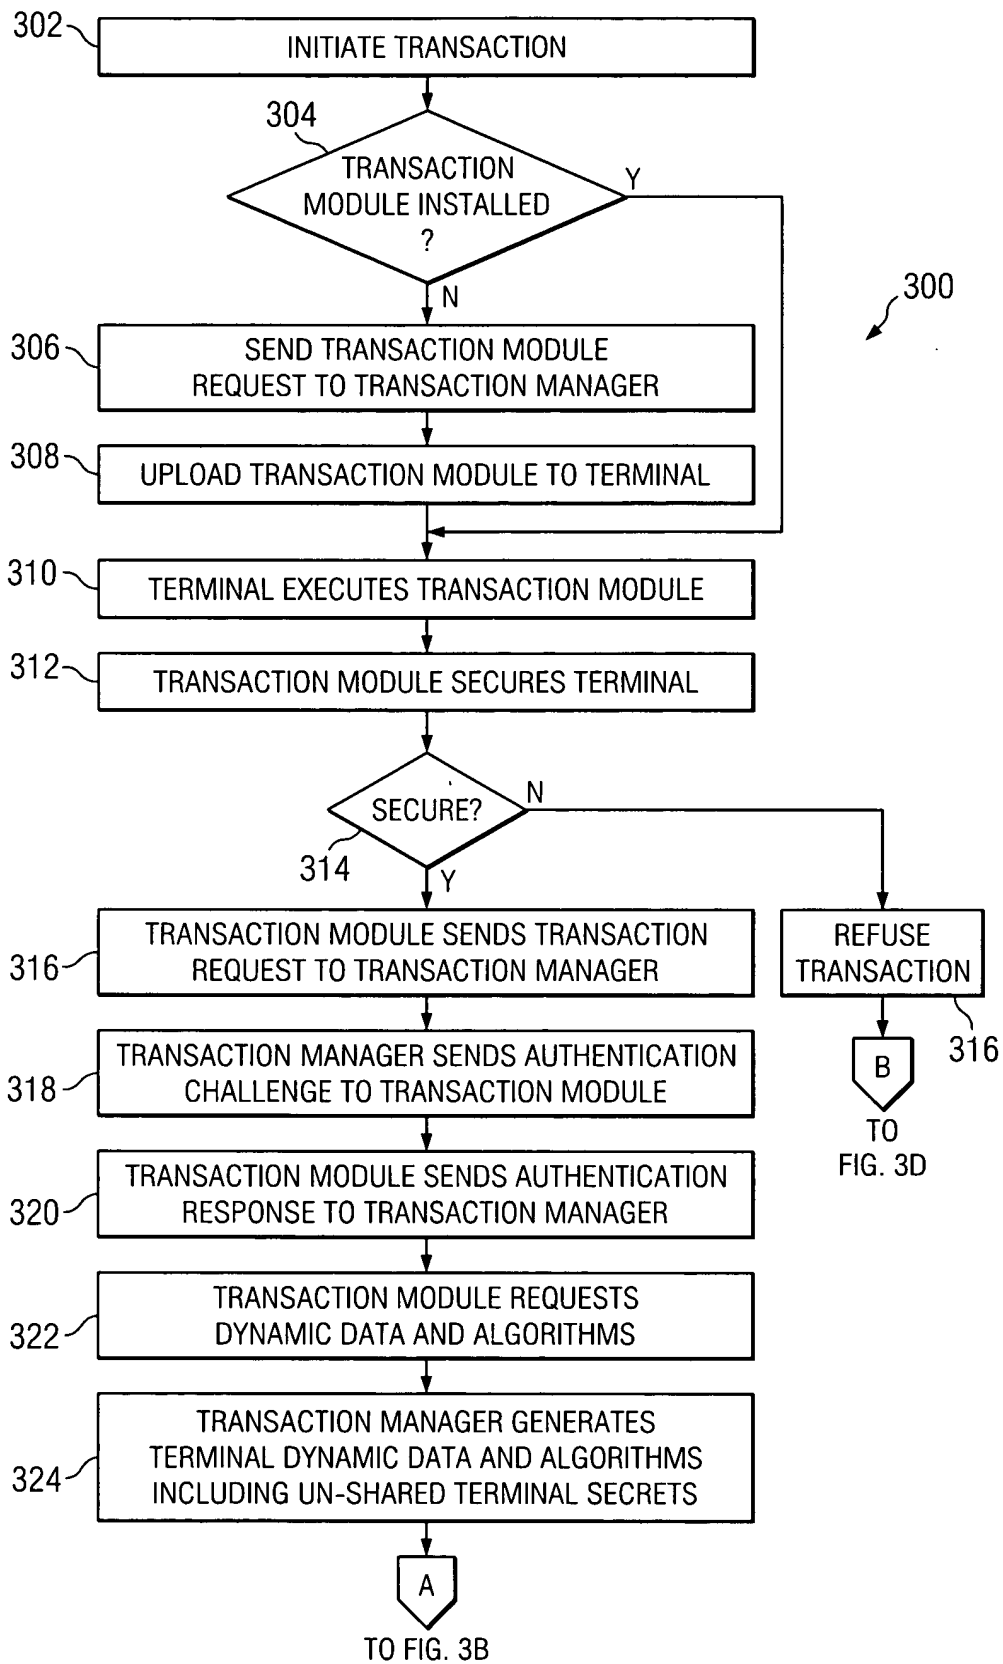 302
INITIATE TRANSACTION
304
TRANSACTION
MODULE INSTALLED
?
Y
N
300
306
SEND TRANSACTION MODULE
REQUEST TO TRANSACTION MANAGER
308
UPLOAD TRANSACTION MODULE TO TERMINAL
310
TERMINAL EXECUTES TRANSACTION MODULE
312
TRANSACTION MODULE SECURES TERMINAL
SECURE?
N
314
Y
316
TRANSACTION MODULE SENDS TRANSACTION
REQUEST TO TRANSACTION MANAGER
REFUSE
TRANSACTION
316
B
TO
FIG. 3D
318
TRANSACTION MANAGER SENDS AUTHENTICATION
CHALLENGE TO TRANSACTION MODULE
320
TRANSACTION MODULE SENDS AUTHENTICATION
RESPONSE TO TRANSACTION MANAGER
322
TRANSACTION MODULE REQUESTS
DYNAMIC DATA AND ALGORITHMS
324
TRANSACTION MANAGER GENERATES
TERMINAL DYNAMIC DATA AND ALGORITHMS
INCLUDING UN-SHARED TERMINAL SECRETS
A
TO FIG. 3B